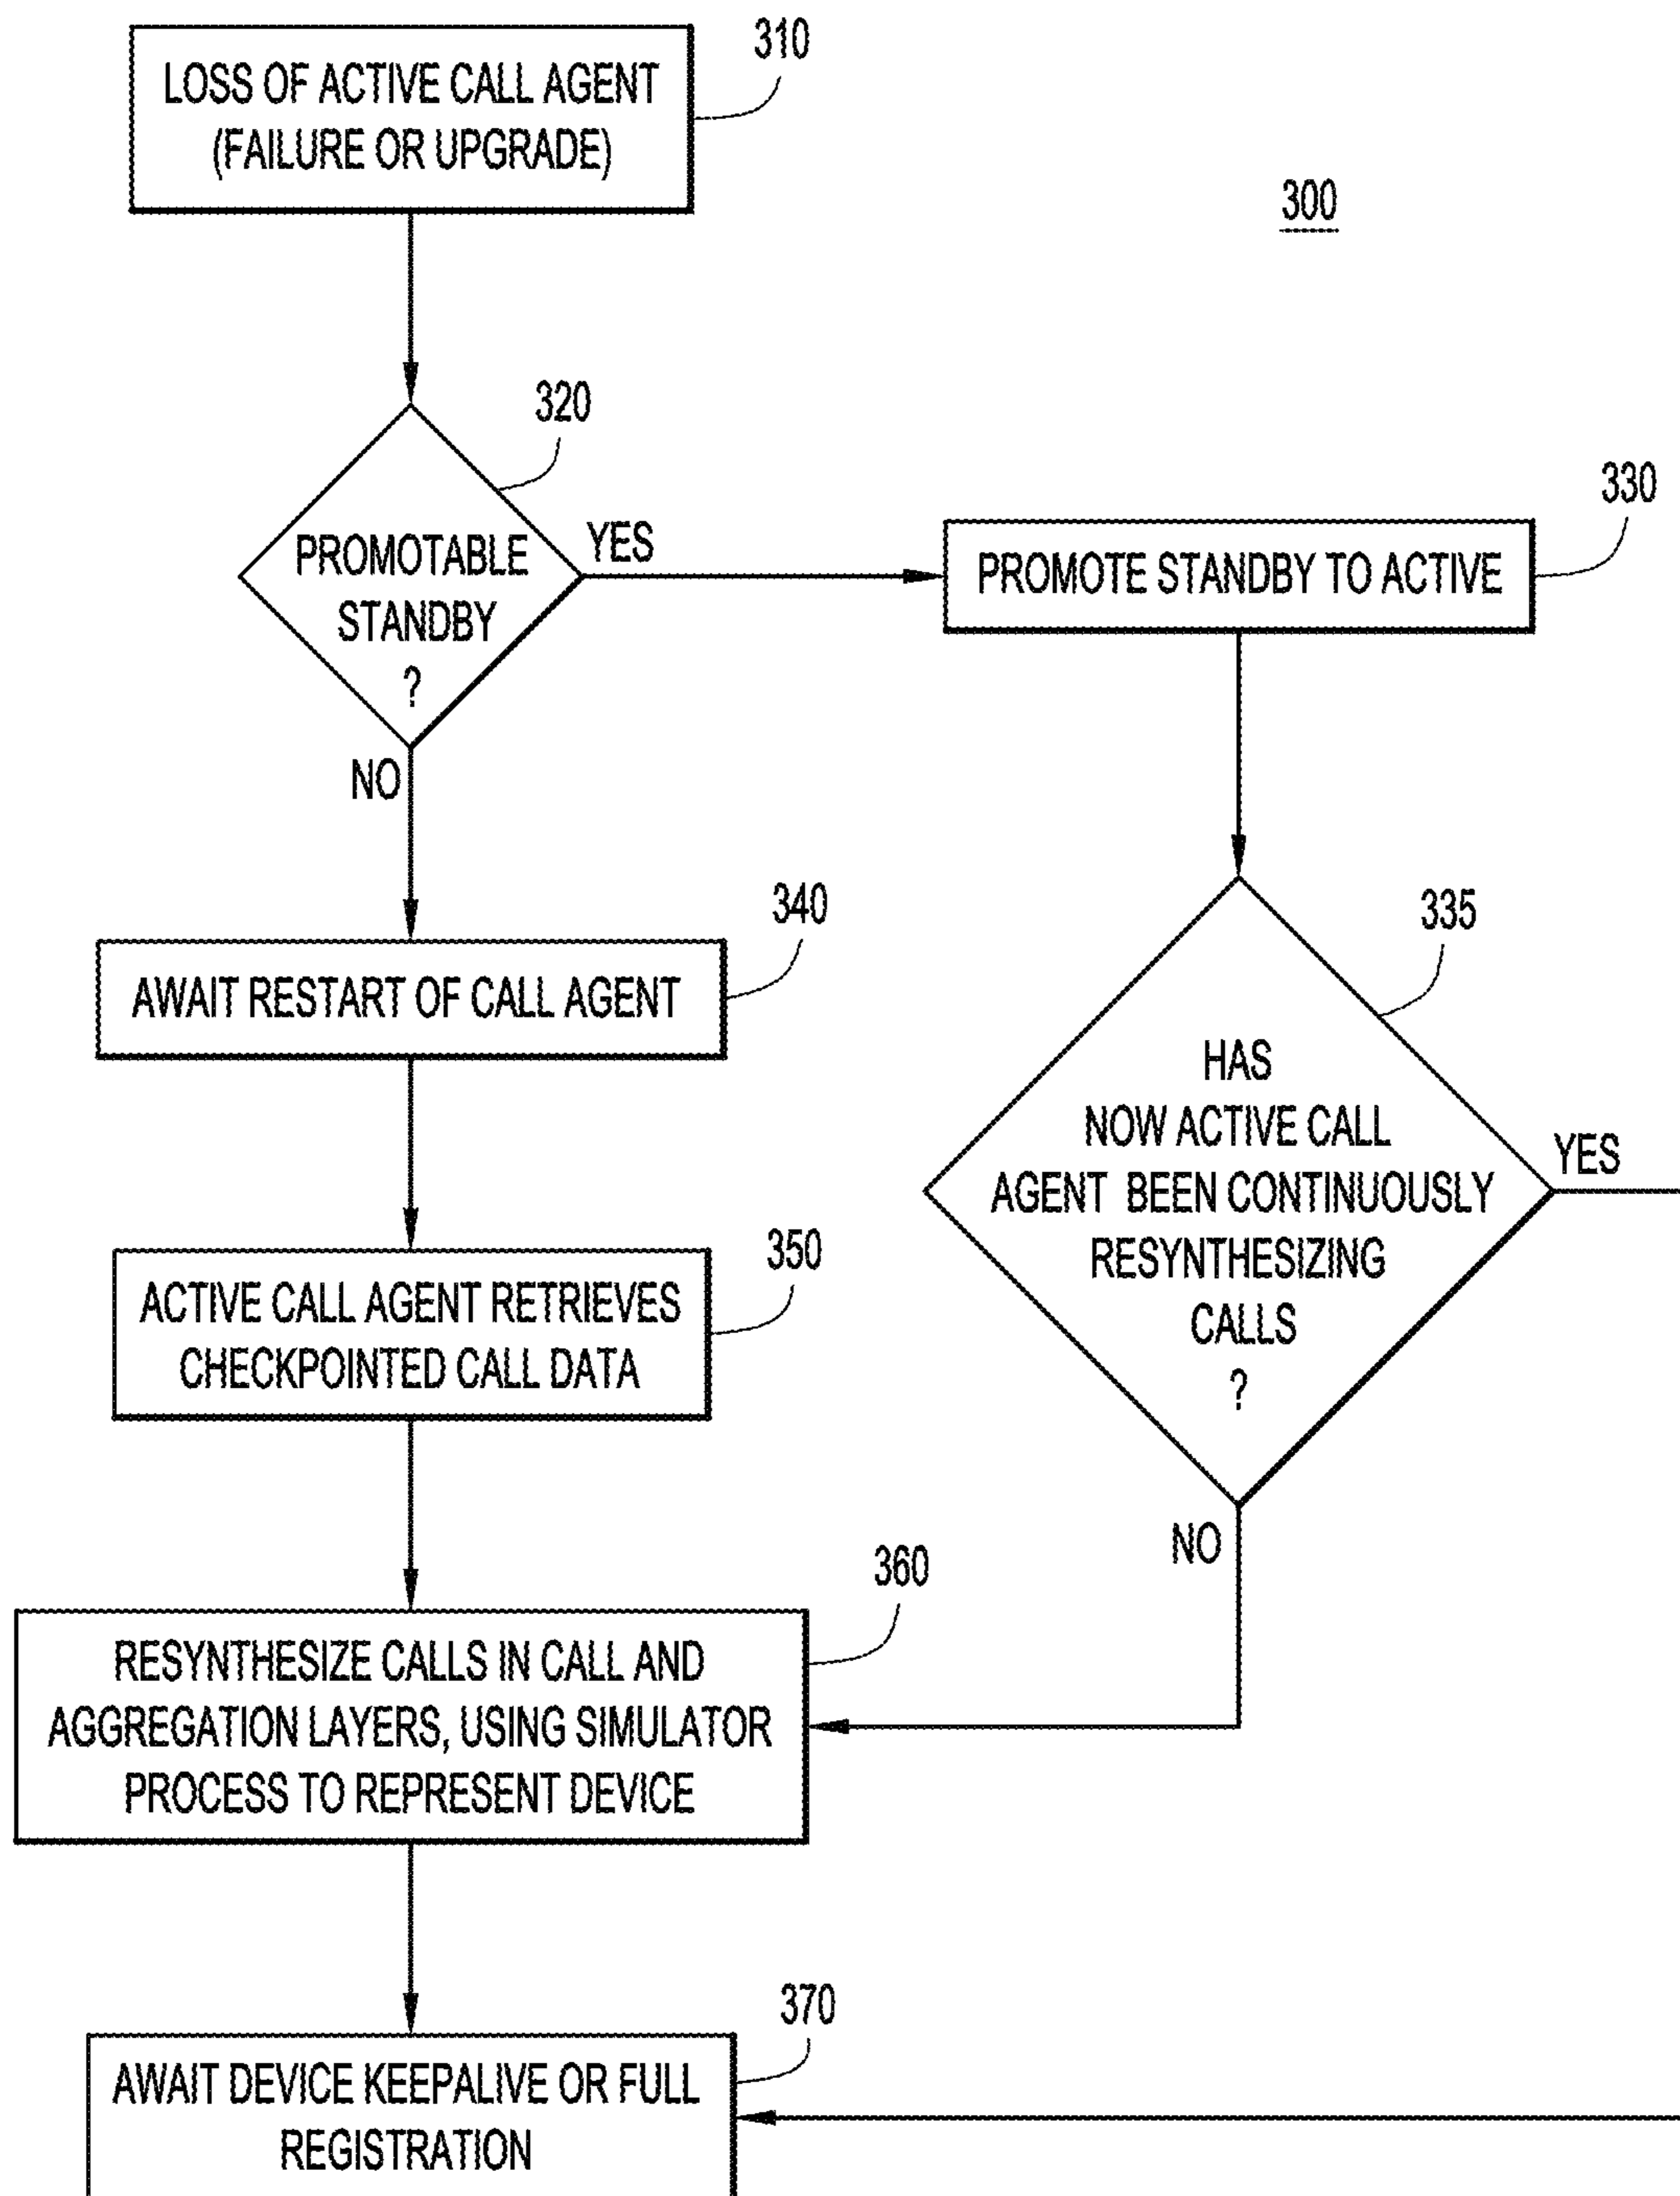 310
LOSS OF ACTIVE CALL AGENT
(FAILURE OR UPGRADE)
300
320
PROMOTABLE
STANDBY
?
YES
NO
330
PROMOTE STANDBY TO ACTIVE
340
AWAIT RESTART OF CALL AGENT
335
HAS
NOW ACTIVE CALL
AGENT BEEN CONTINUOUSLY
RESYNTHESIZING
CALLS
?
YES
NO
350
ACTIVE CALL AGENT RETRIEVES
CHECKPOINTED CALL DATA
360
RESYNTHESIZE CALLS IN CALL AND
AGGREGATION LAYERS, USING SIMULATOR
PROCESS TO REPRESENT DEVICE
370
AWAIT DEVICE KEEPALIVE OR FULL
REGISTRATION